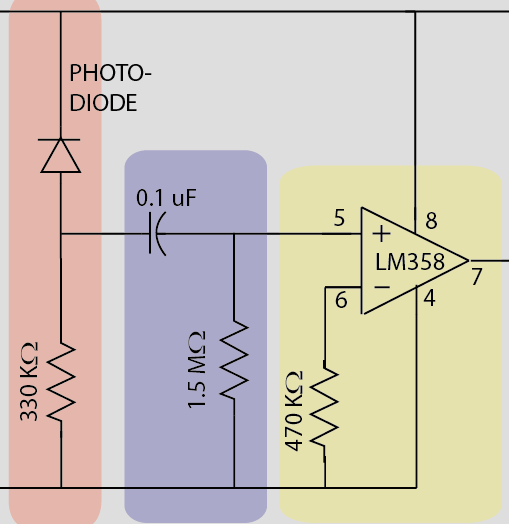 PHOTO-
DIODE
0.1 uF
5
8
+
LM358
7
6
−
4
330 KΩ
1.5 MΩ
470 KΩ